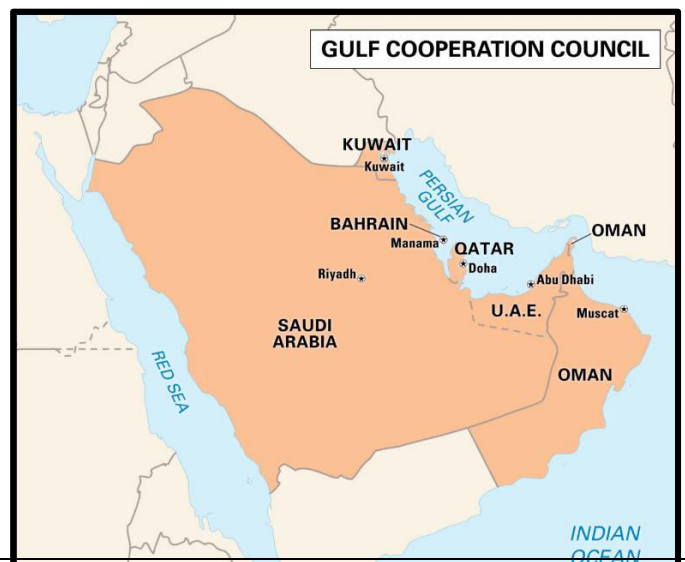 GULF COOPERATION COUNCIL
KUWAIT
Kuwait
PERSIAN
GULF
BAHRAIN
Manama
QATAR
Doha
OMAN
Riyadh
Abu Dhabi
U.A.E.
Muscat
SAUDI
ARABIA
RED SEA
OMAN
INDIAN
OCEAN